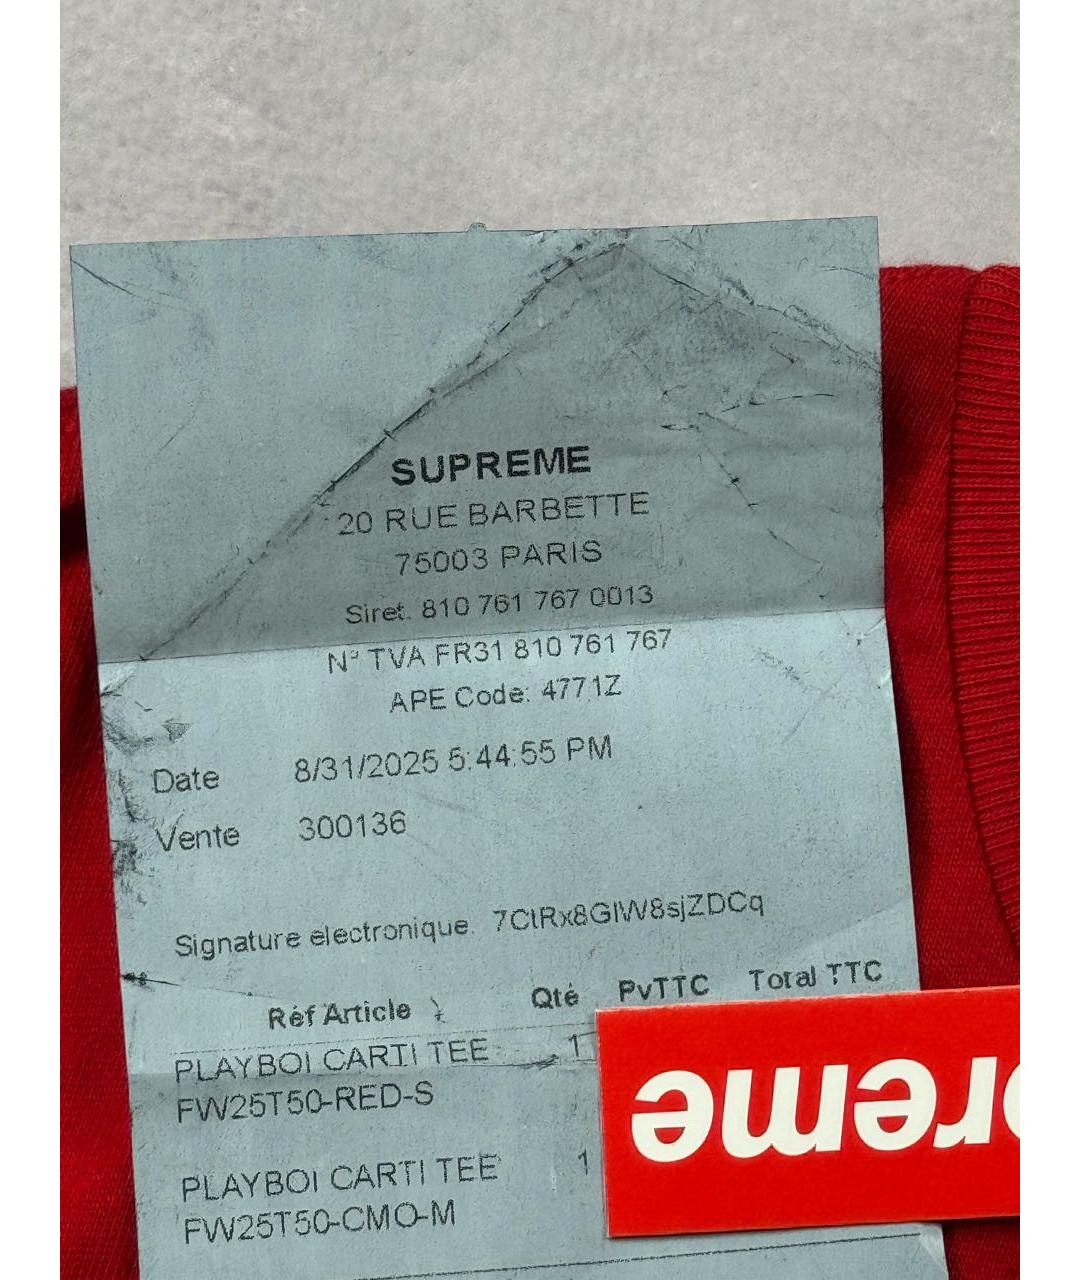 SUPREME
20 RUE BARBETTE
75003 PARIS
Siret. 810 761 767 0013
N° TVA FR31 810 761 767
APE Code: 4771Z
Date 8/31/2025 5:44:55 PM
Vente 300136
Signature electronique. 7CtRx8GIW8sjZDCq
Réf Article Qté PvTTC Total TTC
PLAYBOI CARTI TEE 1
FW25T50-RED-S
PLAYBOI CARTI TEE 1
FW25T50-CMO-M
preme